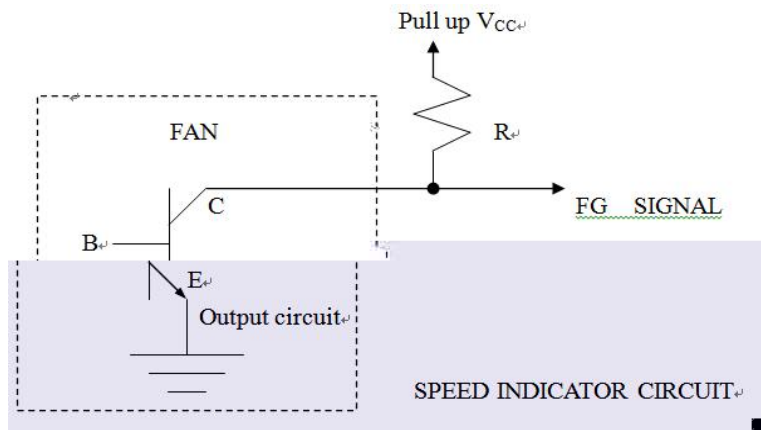 Pull up VCC
FAN
R
C
FG SIGNAL
B
E
Output circuit
SPEED INDICATOR CIRCUIT